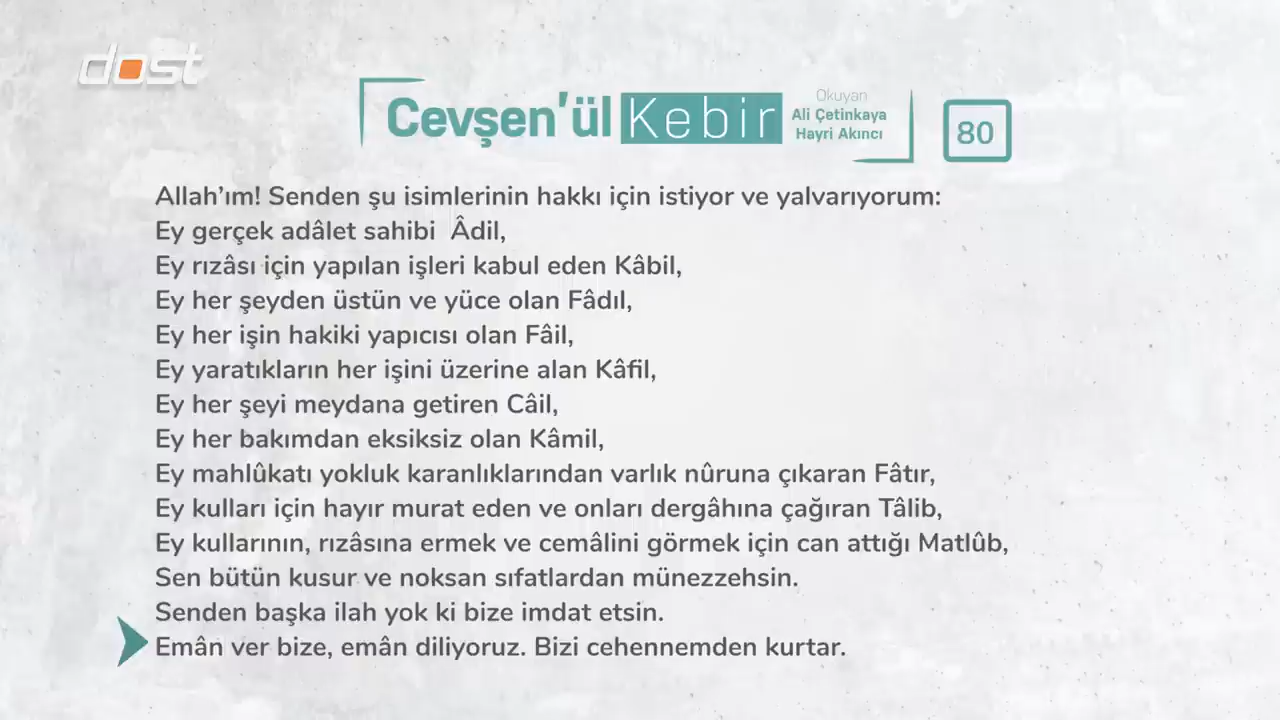 dost
Cevşen'ül Kebir
Okuyan
Ali Çetinkaya
Hayri Akıncı
80
Allah'ım! Senden şu isimlerinin hakkı için istiyor ve yalvarıyorum:
Ey gerçek adâlet sahibi  Âdil,
Ey rızâsı için yapılan işleri kabul eden Kâbil,
Ey her şeyden üstün ve yüce olan Fâdıl,
Ey her işin hakiki yapıcısı olan Fâil,
Ey yaratıkların her işini üzerine alan Kâfil,
Ey her şeyi meydana getiren Câil,
Ey her bakımdan eksiksiz olan Kâmil,
Ey mahlûkatı yokluk karanlıklarından varlık nûruna çıkaran Fâtır,
Ey kulları için hayır murat eden ve onları dergâhına çağıran Tâlib,
Ey kullarının, rızâsına ermek ve cemâlini görmek için can attığı Matlûb,
Sen bütün kusur ve noksan sıfatlardan münezzehsin.
Senden başka ilah yok ki bize imdat etsin.
Emân ver bize, emân diliyoruz. Bizi cehennemden kurtar.